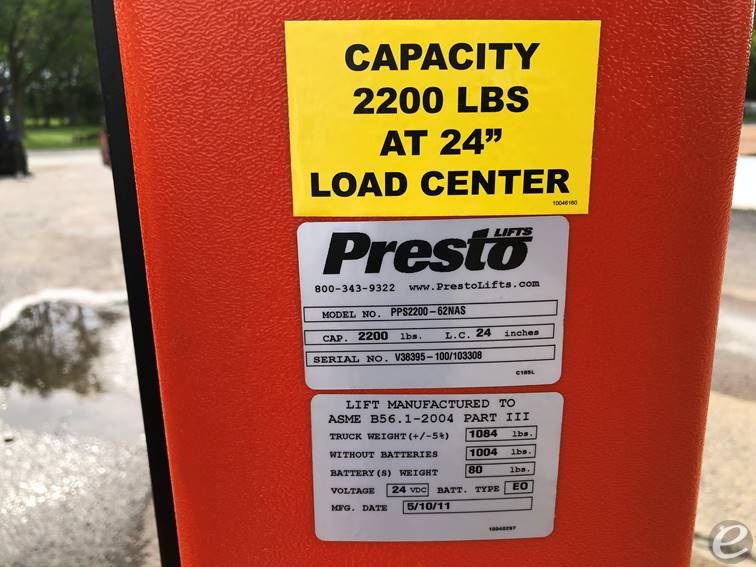 CAPACITY
2200 LBS
AT 24”
LOAD CENTER
10046160
Presto LIFTS
800-343-9322 www.PrestoLifts.com
MODEL NO. PPS2200-62NAS
CAP. 2200 lbs. L.C. 24 inches
SERIAL NO. V38395-100/103308
C185L
LIFT MANUFACTURED TO
ASME B56.1-2004 PART III
TRUCK WEIGHT(+/-5%) 1084 lbs.
WITHOUT BATTERIES 1004 lbs.
BATTERY(S) WEIGHT 80 lbs.
VOLTAGE 24 VDC BATT. TYPE EO
MFG. DATE 5/10/11
e